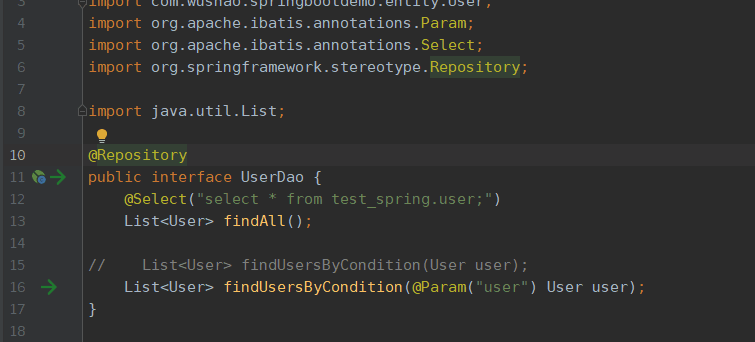 3 import com.wushao.springbootdemo.entity.User;
4 import org.apache.ibatis.annotations.Param;
5 import org.apache.ibatis.annotations.Select;
6 import org.springframework.stereotype.Repository;
7
8 import java.util.List;
9
10 @Repository
11 public interface UserDao {
12 @Select("select * from test_spring.user;")
13 List<User> findAll();
14
15 // List<User> findUsersByCondition(User user);
16 List<User> findUsersByCondition(@Param("user") User user);
17 }
18